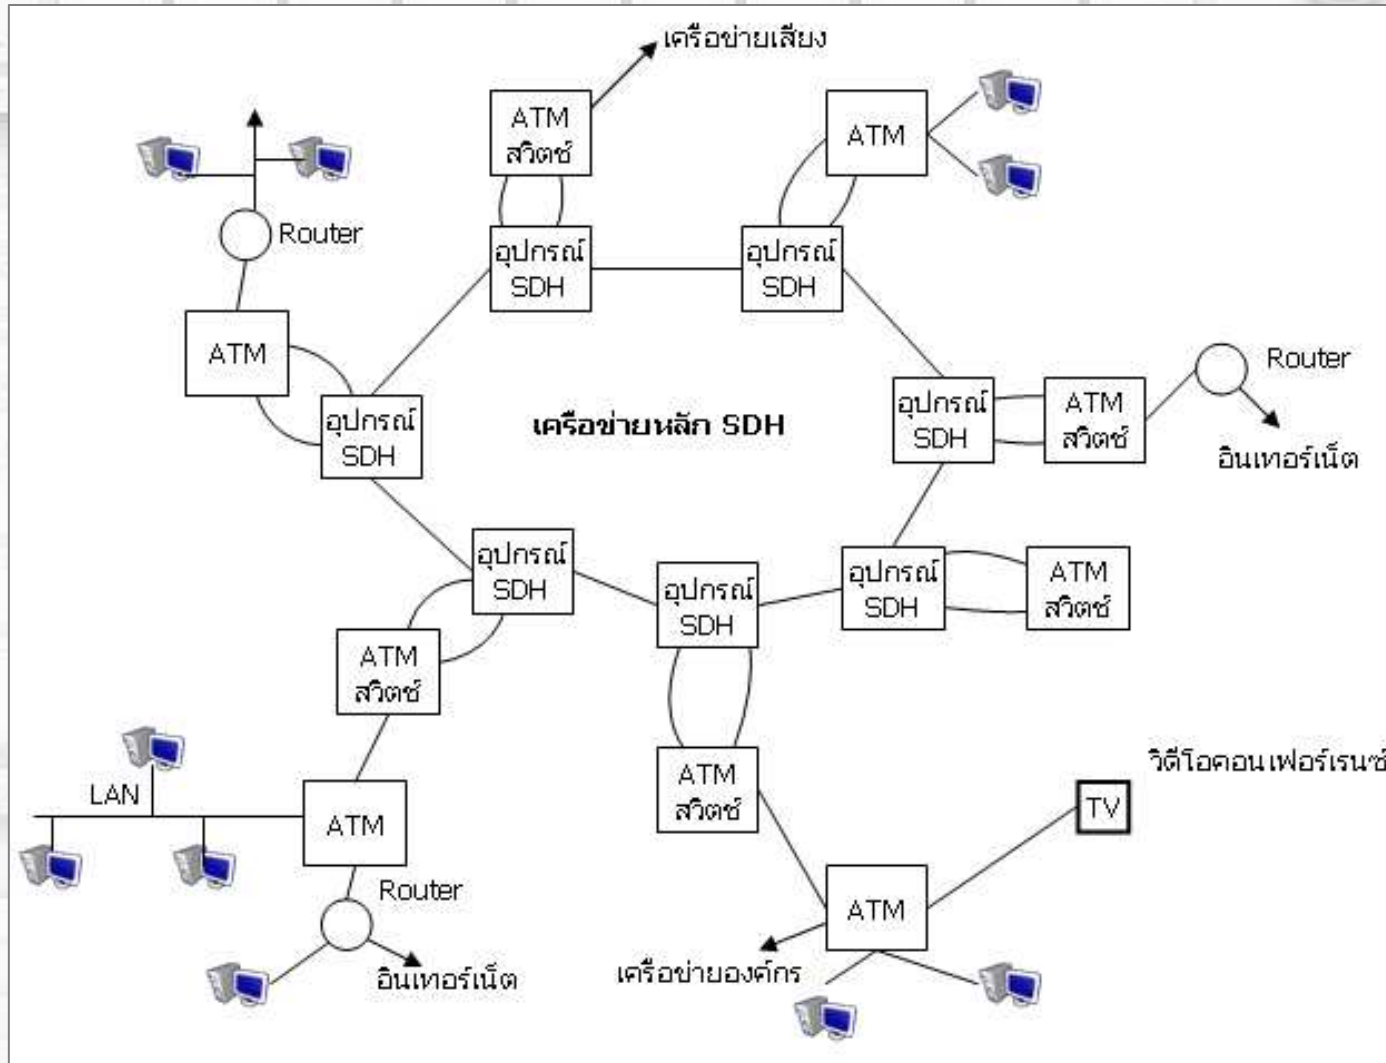 เครือข่ายเสียง
ATM
สวิตช์
ATM
Router
อุปกรณ์
SDH
อุปกรณ์
SDH
ATM
Router
อุปกรณ์
SDH
เครือข่ายหลัก SDH
อุปกรณ์
SDH
ATM
สวิตช์
อินเทอร์เน็ต
อุปกรณ์
SDH
อุปกรณ์
SDH
อุปกรณ์
SDH
ATM
สวิตช์
ATM
สวิตช์
ATM
สวิตช์
วิดีโอคอนเฟอร์เรนซ์
TV
LAN
ATM
Router
ATM
อินเทอร์เน็ต
เครือข่ายองค์กร